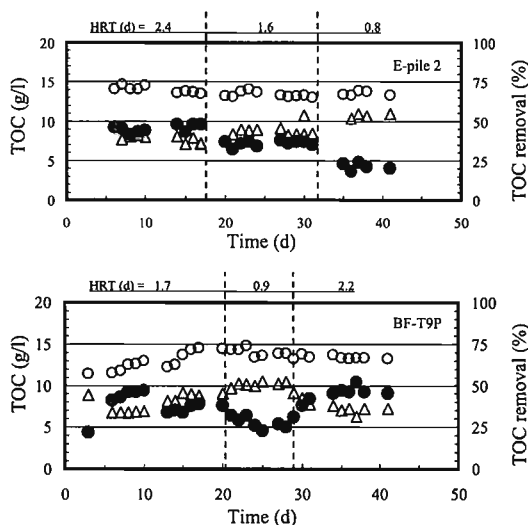 HRT (d) = 2.4 1.6 0.8
20 100
E-pile 2
15 75
10 50
5 25
0 0
TOC (g/l)
TOC removal (%)
0 10 20 30 40 50
Time (d)
HRT (d) = 1.7 0.9 2.2
20 100
BF-T9P
15 75
10 50
5 25
0 0
TOC (g/l)
TOC removal (%)
0 10 20 30 40 50
Time (d)